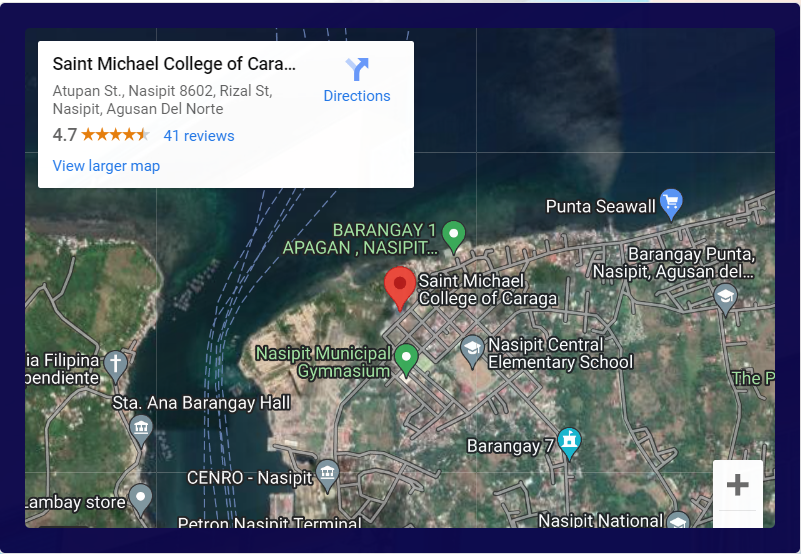 Saint Michael College of Cara...
Directions
Atupan St., Nasipit 8602, Rizal St,
Nasipit, Agusan Del Norte
4.7
41 reviews
View larger map
Punta Seawall
BARANGAY 1
APAGAN , NASIPIT...
Barangay Punta,
Nasipit, Agusan del...
Saint Michael
College of Caraga
Nasipit Central
Elementary School
Nasipit Municipal
Gymnasium
ia Filipina
pendiente
The P
Sta. Ana Barangay Hall
Barangay 7
CENRO - Nasipit
Lambay store
Petron Nasipit Terminal
Nasipit National
+